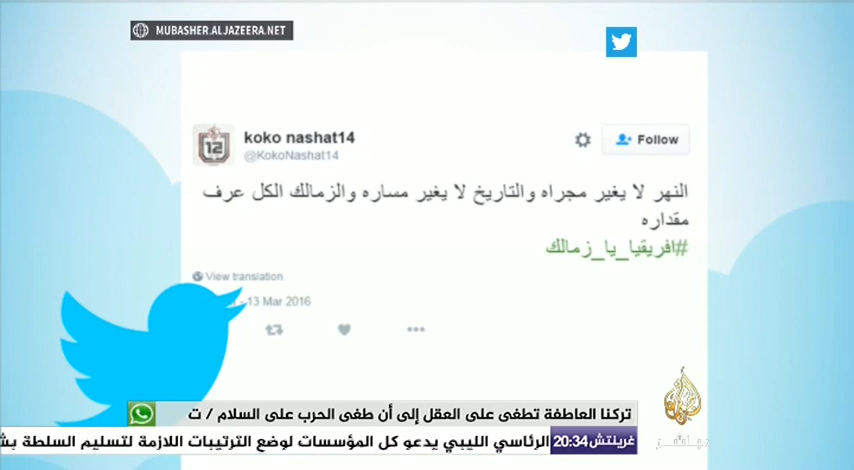 MUBASHER.ALJAZEERA.NET
koko nashat14
@KokoNashat14
Follow
النهر لا يغير مجراه والتاريخ لا يغير مساره والزمالك الكل عرف
مقداره
#افريقيا_يا_زمالك
View translation
- 13 Mar 2016
تركنا العاطفة تطغى على العقل إلى أن طغى الحرب على السلام / ت
غرينتش 20:34 الرئاسي الليبي يدعو كل المؤسسات لوضع الترتيبات اللازمة لتسليم السلطة